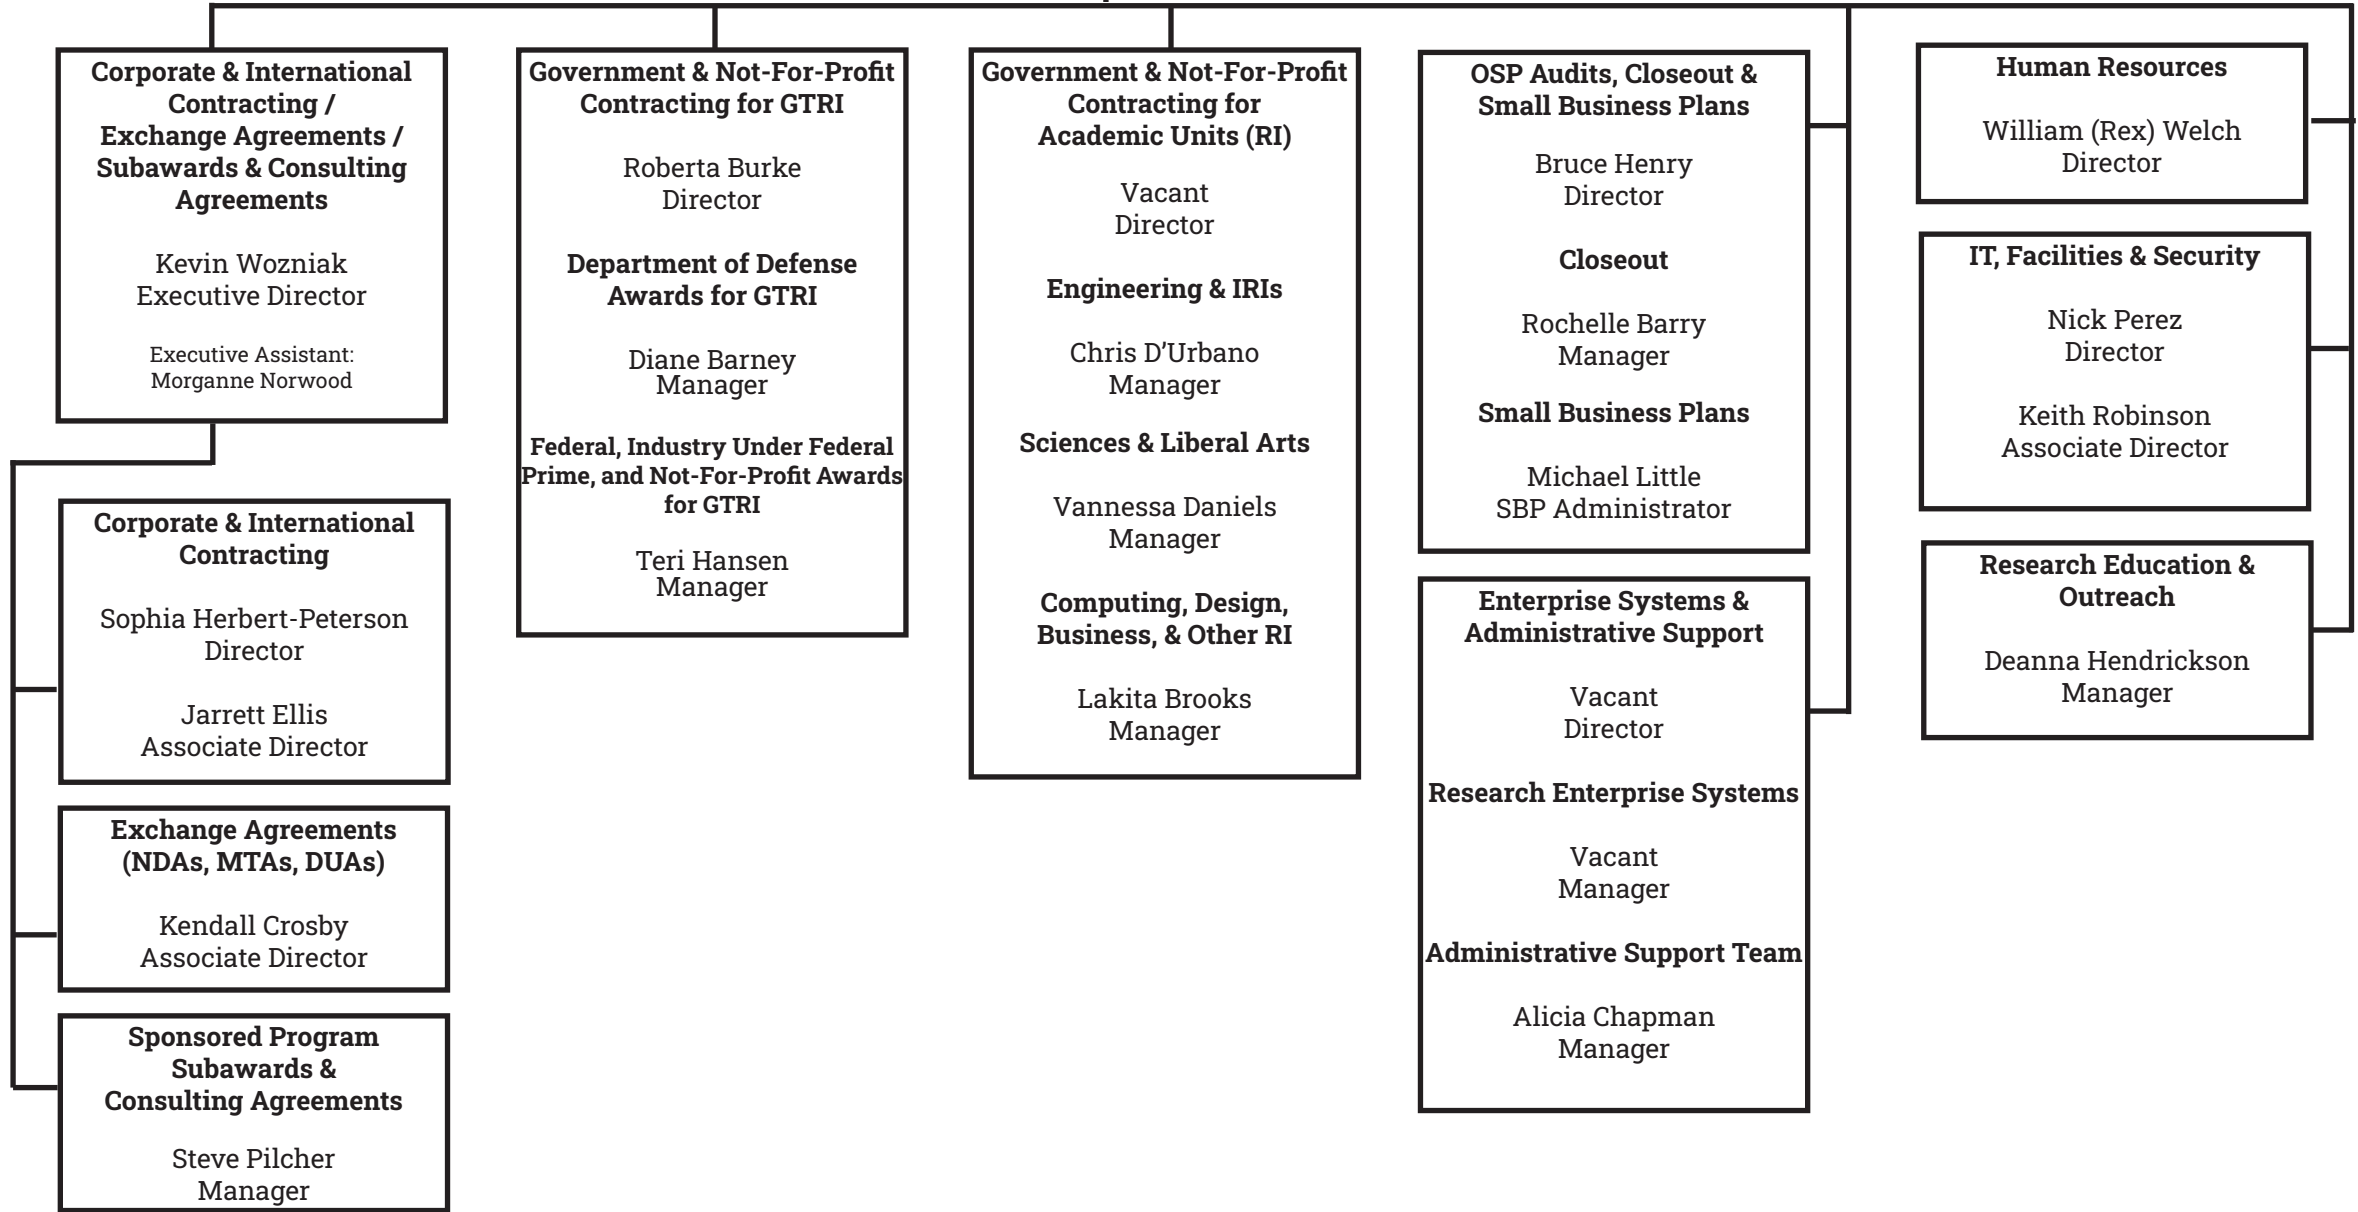 Corporate & International
Contracting /
Exchange Agreements /
Subawards & Consulting
Agreements
Kevin Wozniak
Executive Director
Executive Assistant:
Morganne Norwood
Corporate & International
Contracting
Sophia Herbert-Peterson
Director
Jarrett Ellis
Associate Director
Exchange Agreements
(NDAs, MTAs, DUAs)
Kendall Crosby
Associate Director
Sponsored Program
Subawards &
Consulting Agreements
Steve Pilcher
Manager
Government & Not-For-Profit
Contracting for GTRI
Roberta Burke
Director
Department of Defense
Awards for GTRI
Diane Barney
Manager
Federal, Industry Under Federal
Prime, and Not-For-Profit Awards
for GTRI
Teri Hansen
Manager
Government & Not-For-Profit
Contracting for
Academic Units (RI)
Vacant
Director
Engineering & IRIs
Chris D’Urbano
Manager
Sciences & Liberal Arts
Vannessa Daniels
Manager
Computing, Design,
Business, & Other RI
Lakita Brooks
Manager
OSP Audits, Closeout &
Small Business Plans
Bruce Henry
Director
Closeout
Rochelle Barry
Manager
Small Business Plans
Michael Little
SBP Administrator
Enterprise Systems &
Administrative Support
Vacant
Director
Research Enterprise Systems
Vacant
Manager
Administrative Support Team
Alicia Chapman
Manager
Human Resources
William (Rex) Welch
Director
IT, Facilities & Security
Nick Perez
Director
Keith Robinson
Associate Director
Research Education &
Outreach
Deanna Hendrickson
Manager